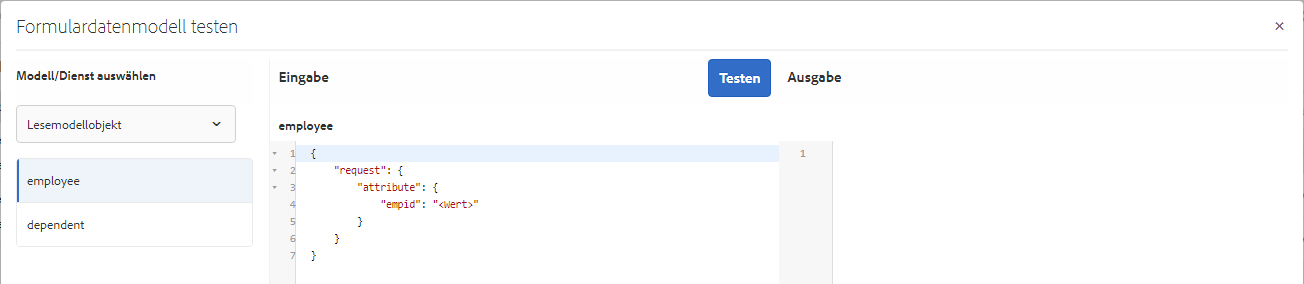 Formulardatenmodell testen
×
Modell/Dienst auswählen
Lesemodellobjekt
employee
dependent
Eingabe
Testen
employee
1 {
2 "request": {
3 "attribute": {
4 "empid": "<Wert>"
5 }
6 }
7 }
Ausgabe
1